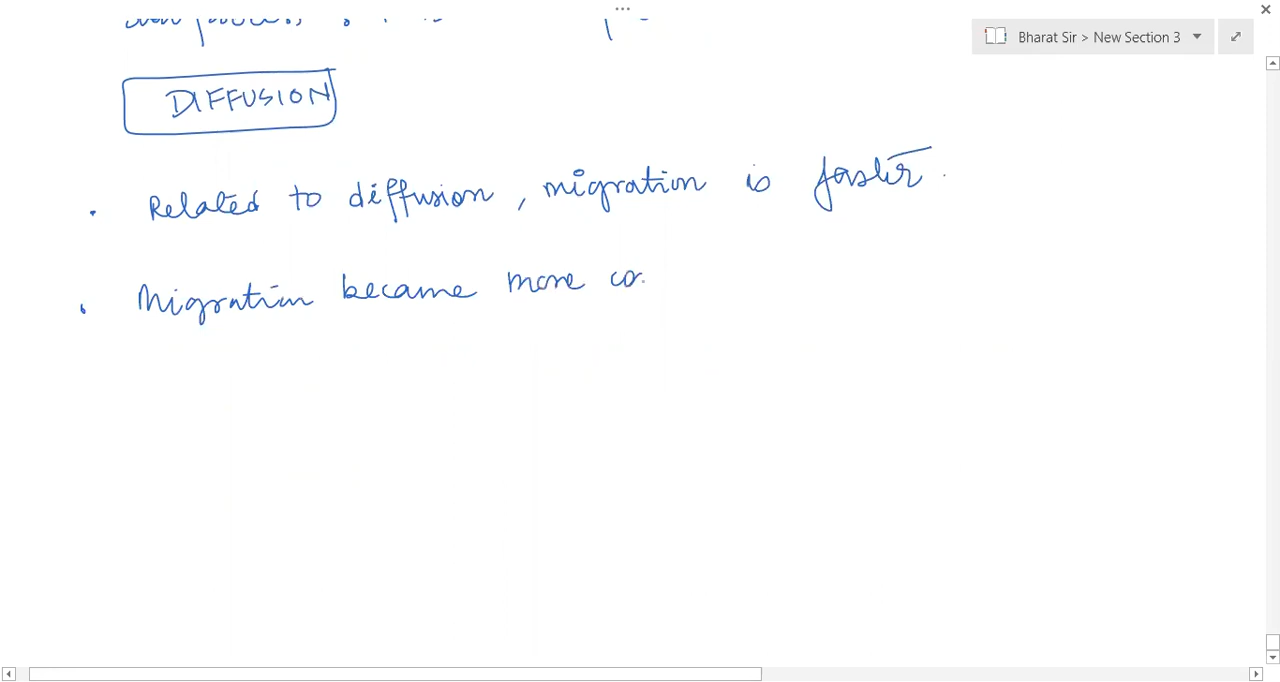 Bharat Sir > New Section 3
DIFFUSION
. Related to diffusion, migration is faster.
. Migration became more co